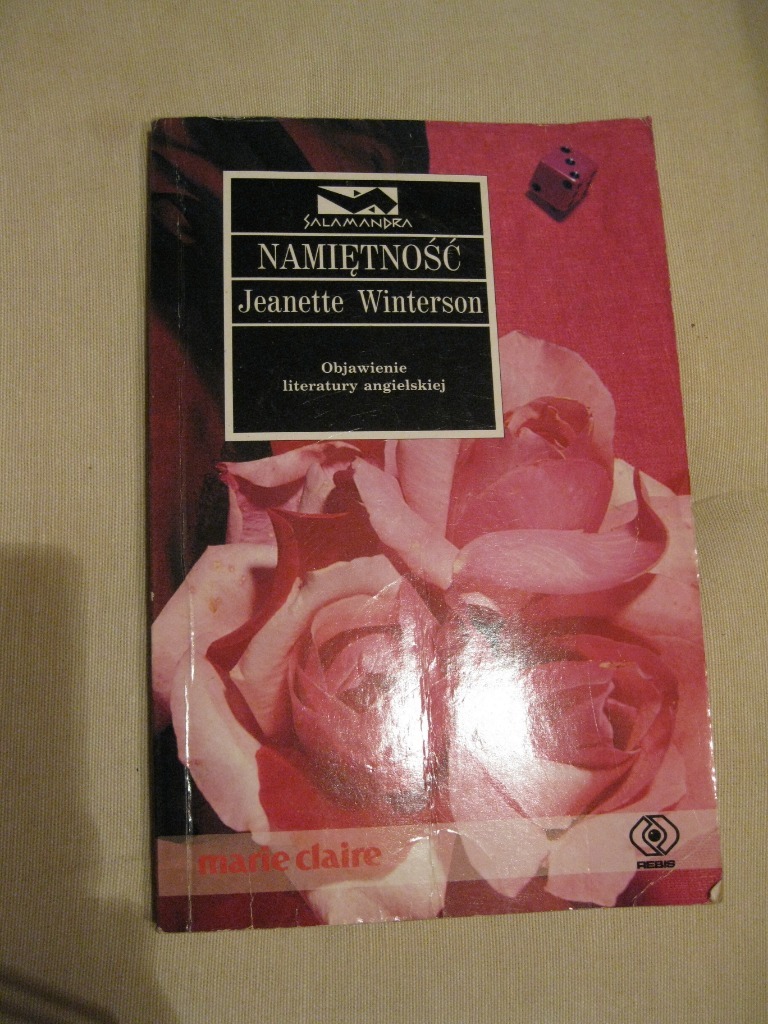 SALAMANDRA
NAMIĘTNOŚĆ
Jeanette Winterson
Objawienie
literatury angielskiej
marie claire
REBIS